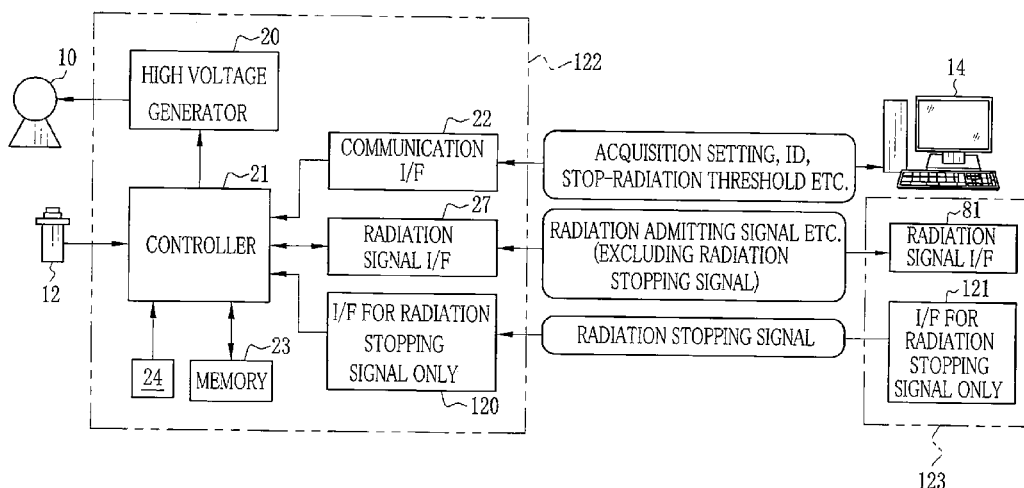 20
10
HIGH VOLTAGE
GENERATOR
122
14
22
COMMUNICATION
I/F
ACQUISITION SETTING, ID,
STOP-RADIATION THRESHOLD ETC.
21
27
81
CONTROLLER
RADIATION
SIGNAL I/F
RADIATION ADMITTING SIGNAL ETC.
(EXCLUDING RADIATION
STOPPING SIGNAL)
RADIATION
SIGNAL I/F
12
121
I/F FOR RADIATION
STOPPING
SIGNAL ONLY
RADIATION STOPPING SIGNAL
I/F FOR
RADIATION
STOPPING
SIGNAL ONLY
24
23
MEMORY
120
123